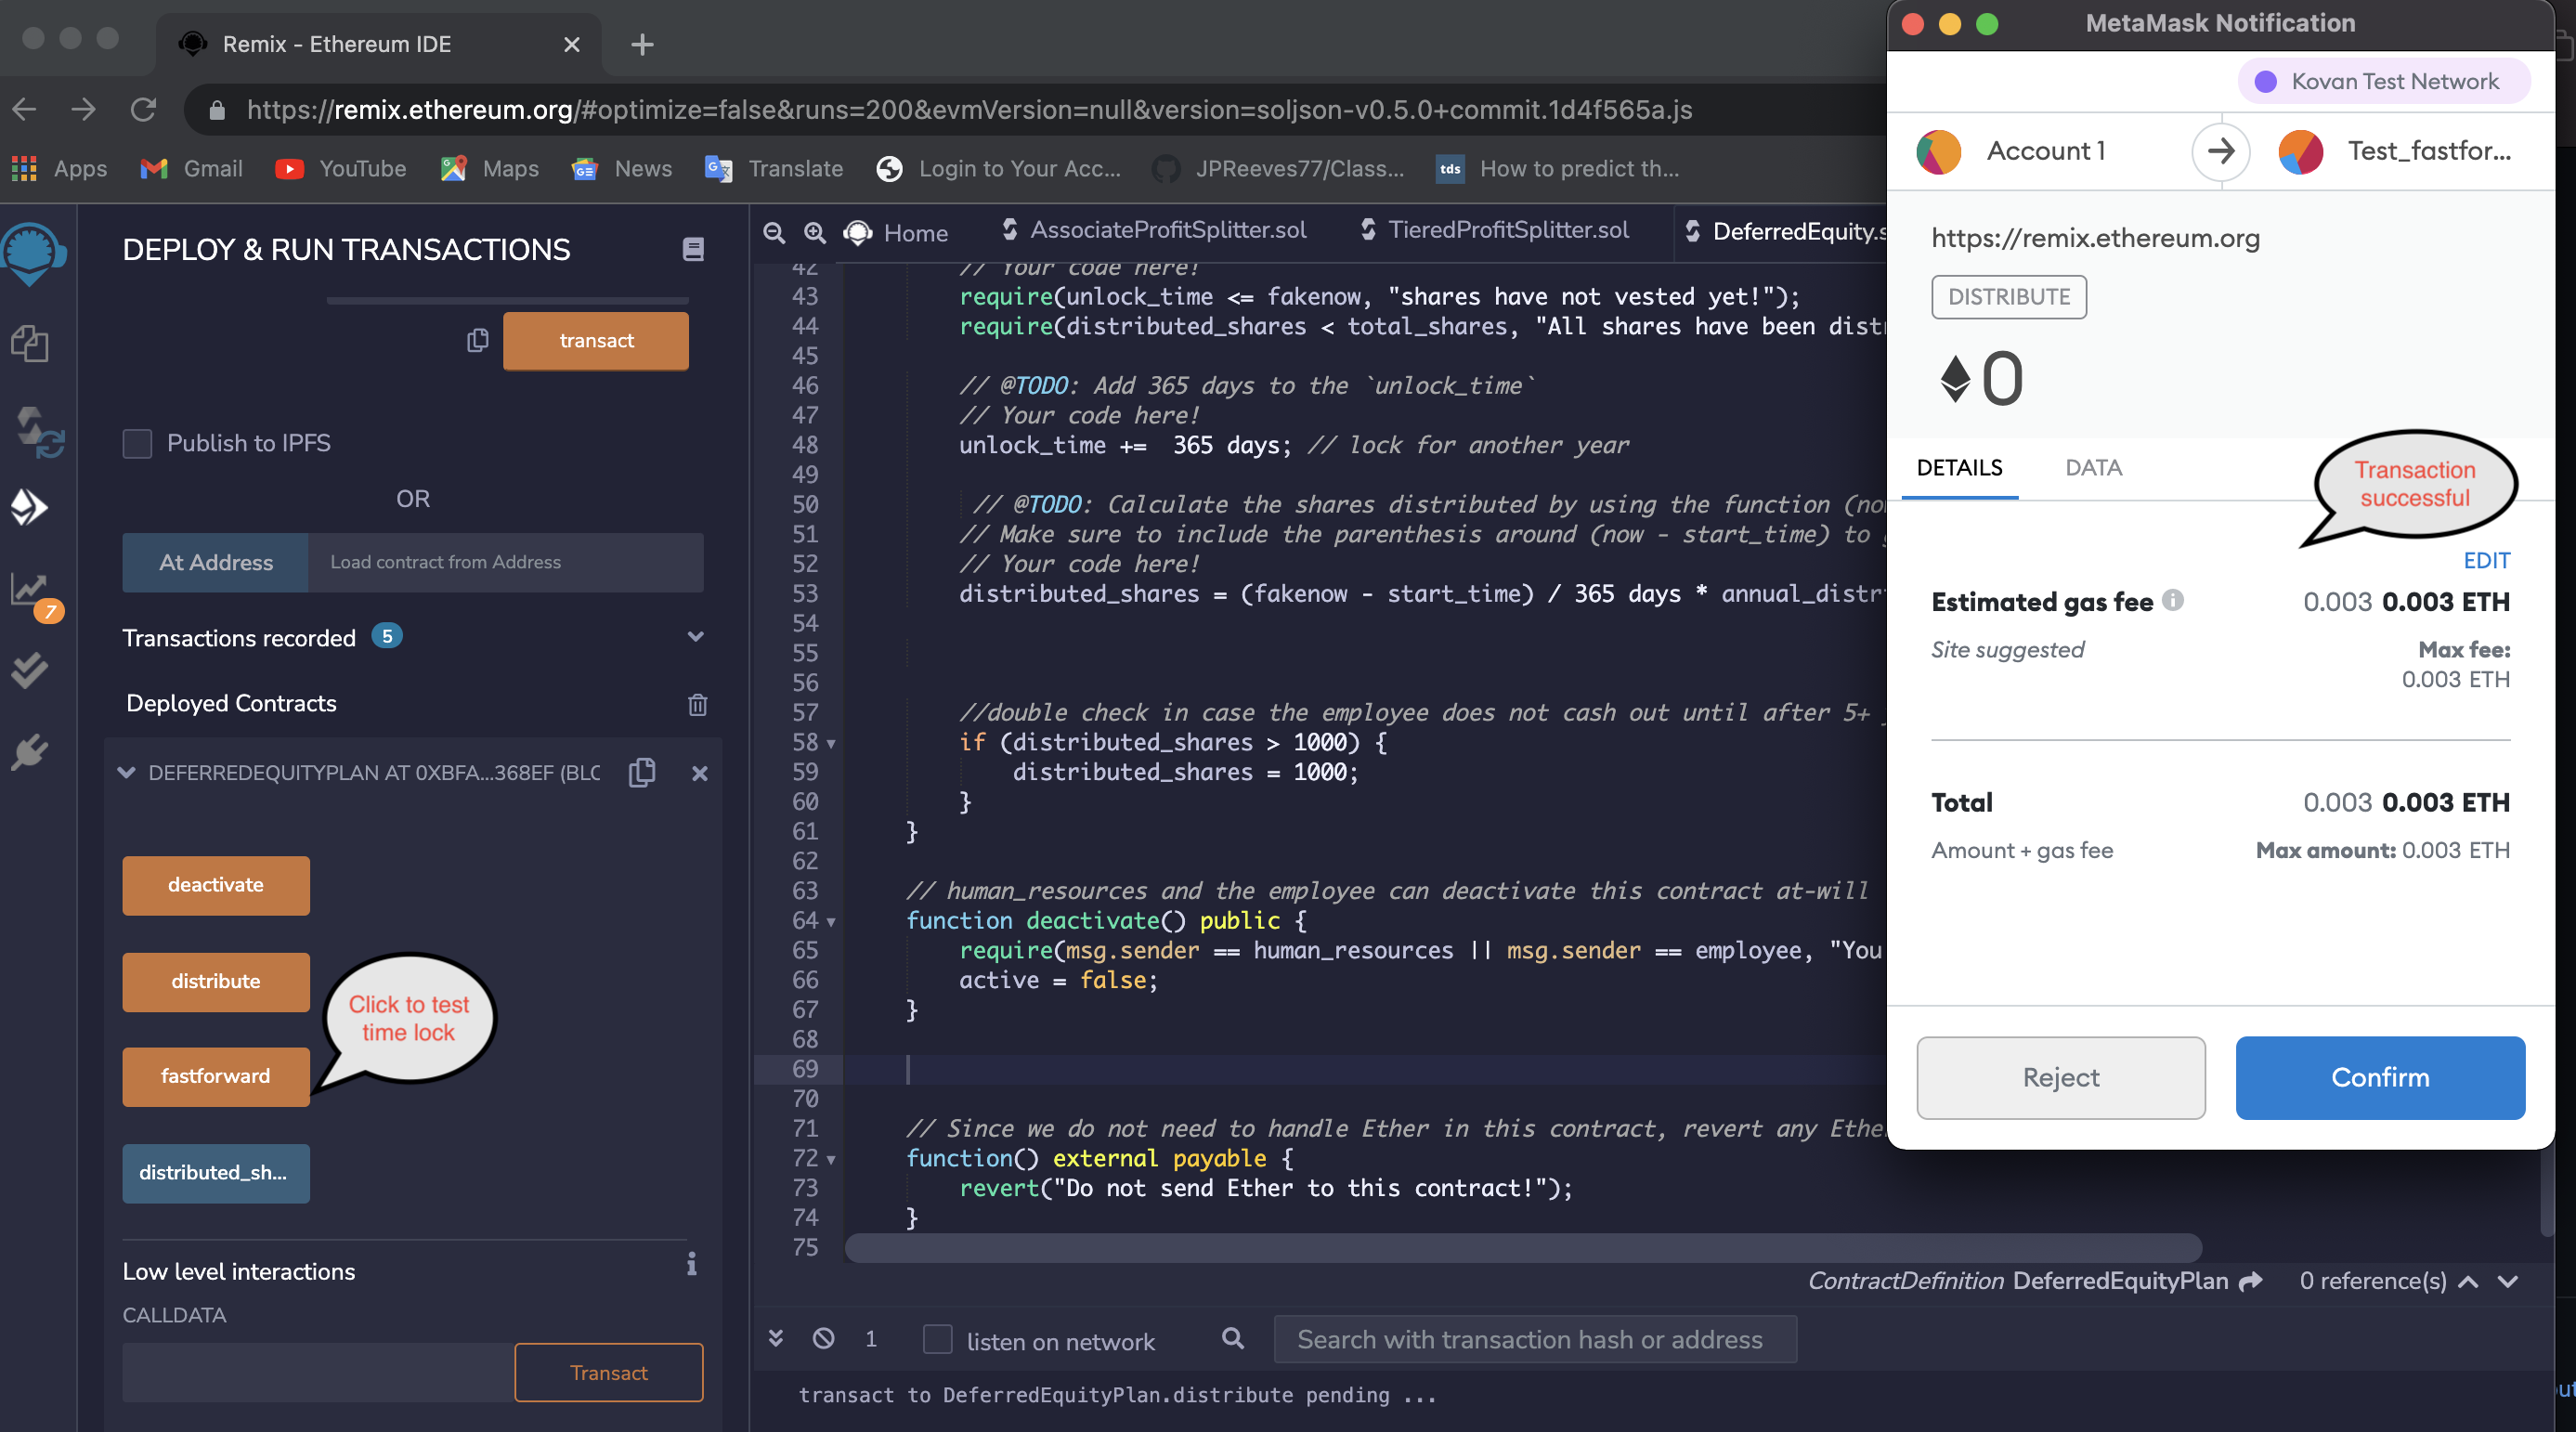 Remix - Ethereum IDE
https://remix.ethereum.org/#optimize=false&runs=200&evmVersion=null&version=soljson-v0.5.0+commit.1d4f565a.js
Apps Gmail YouTube Maps News Translate Login to Your Acc... JPReeves77/Class... tds How to predict th...
DEPLOY & RUN TRANSACTIONS
transact
Publish to IPFS
OR
At Address Load contract from Address
7
Transactions recorded 5
Deployed Contracts
DEFERREDEQUITYPLAN AT 0XBFA...368EF (BLO
deactivate
distribute
Click to test
time lock
fastforward
distributed_sh...
Low level interactions
CALLDATA
Transact
Home AssociateProfitSplitter.sol TieredProfitSplitter.sol DeferredEquity.s
42 // Your code here!
43 require(unlock_time <= fakenow, "shares have not vested yet!");
44 require(distributed_shares < total_shares, "All shares have been distr
45
46 // @TODO: Add 365 days to the `unlock_time`
47 // Your code here!
48 unlock_time += 365 days; // lock for another year
49
50 // @TODO: Calculate the shares distributed by using the function (no
51 // Make sure to include the parenthesis around (now - start_time) to
52 // Your code here!
53 distributed_shares = (fakenow - start_time) / 365 days * annual_distr
54
55
56
57 //double check in case the employee does not cash out until after 5+
58 if (distributed_shares > 1000) {
59 distributed_shares = 1000;
60 }
61 }
62
63 // human_resources and the employee can deactivate this contract at-will
64 function deactivate() public {
65 require(msg.sender == human_resources || msg.sender == employee, "You
66 active = false;
67 }
68
69
70
71 // Since we do not need to handle Ether in this contract, revert any Ethe
72 function() external payable {
73 revert("Do not send Ether to this contract!");
74 }
75
ContractDefinition DeferredEquityPlan 0 reference(s)
1 listen on network Search with transaction hash or address
transact to DeferredEquityPlan.distribute pending ...
MetaMask Notification
Kovan Test Network
Account 1 Test_fastfor...
https://remix.ethereum.org
DISTRIBUTE
0
DETAILS DATA
Transaction
successful
EDIT
Estimated gas fee 0.003 0.003 ETH
Site suggested Max fee:
0.003 ETH
Total 0.003 0.003 ETH
Amount + gas fee Max amount: 0.003 ETH
Reject Confirm